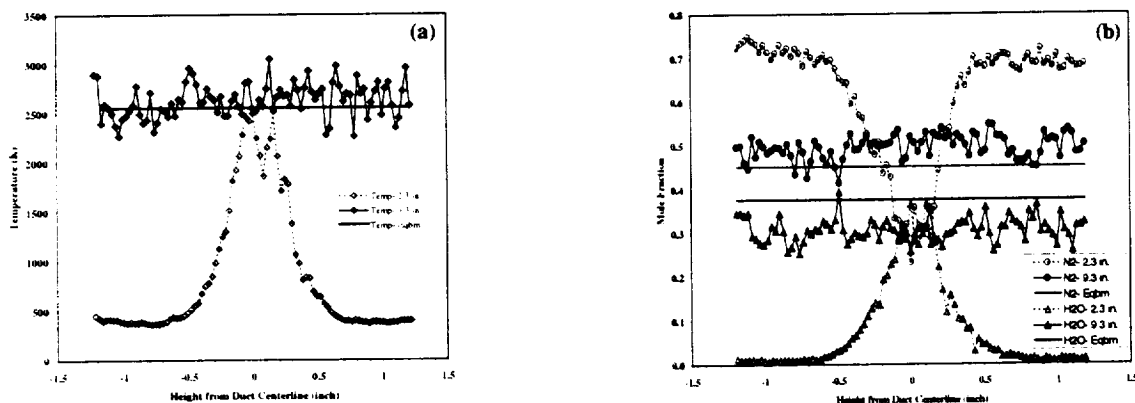 (a)
3500
3000
2500
2000
1500
1000
500
0
Temperature (K)
-1.5
-1
-0.5
0
0.5
1
1.5
Height from Duct Centerline (inch)
(b)
0.8
0.7
0.6
0.5
0.4
0.3
0.2
0.1
0.0
Mole Fraction
N2- 2.3 in.
N2- 9.3 in.
N2- Eqbm
H2O- 2.3 in.
H2O- 9.3 in.
H2O- Eqbm
-1.5
-1
-0.5
0
0.5
1
1.5
Height from Duct Centerline (inch)